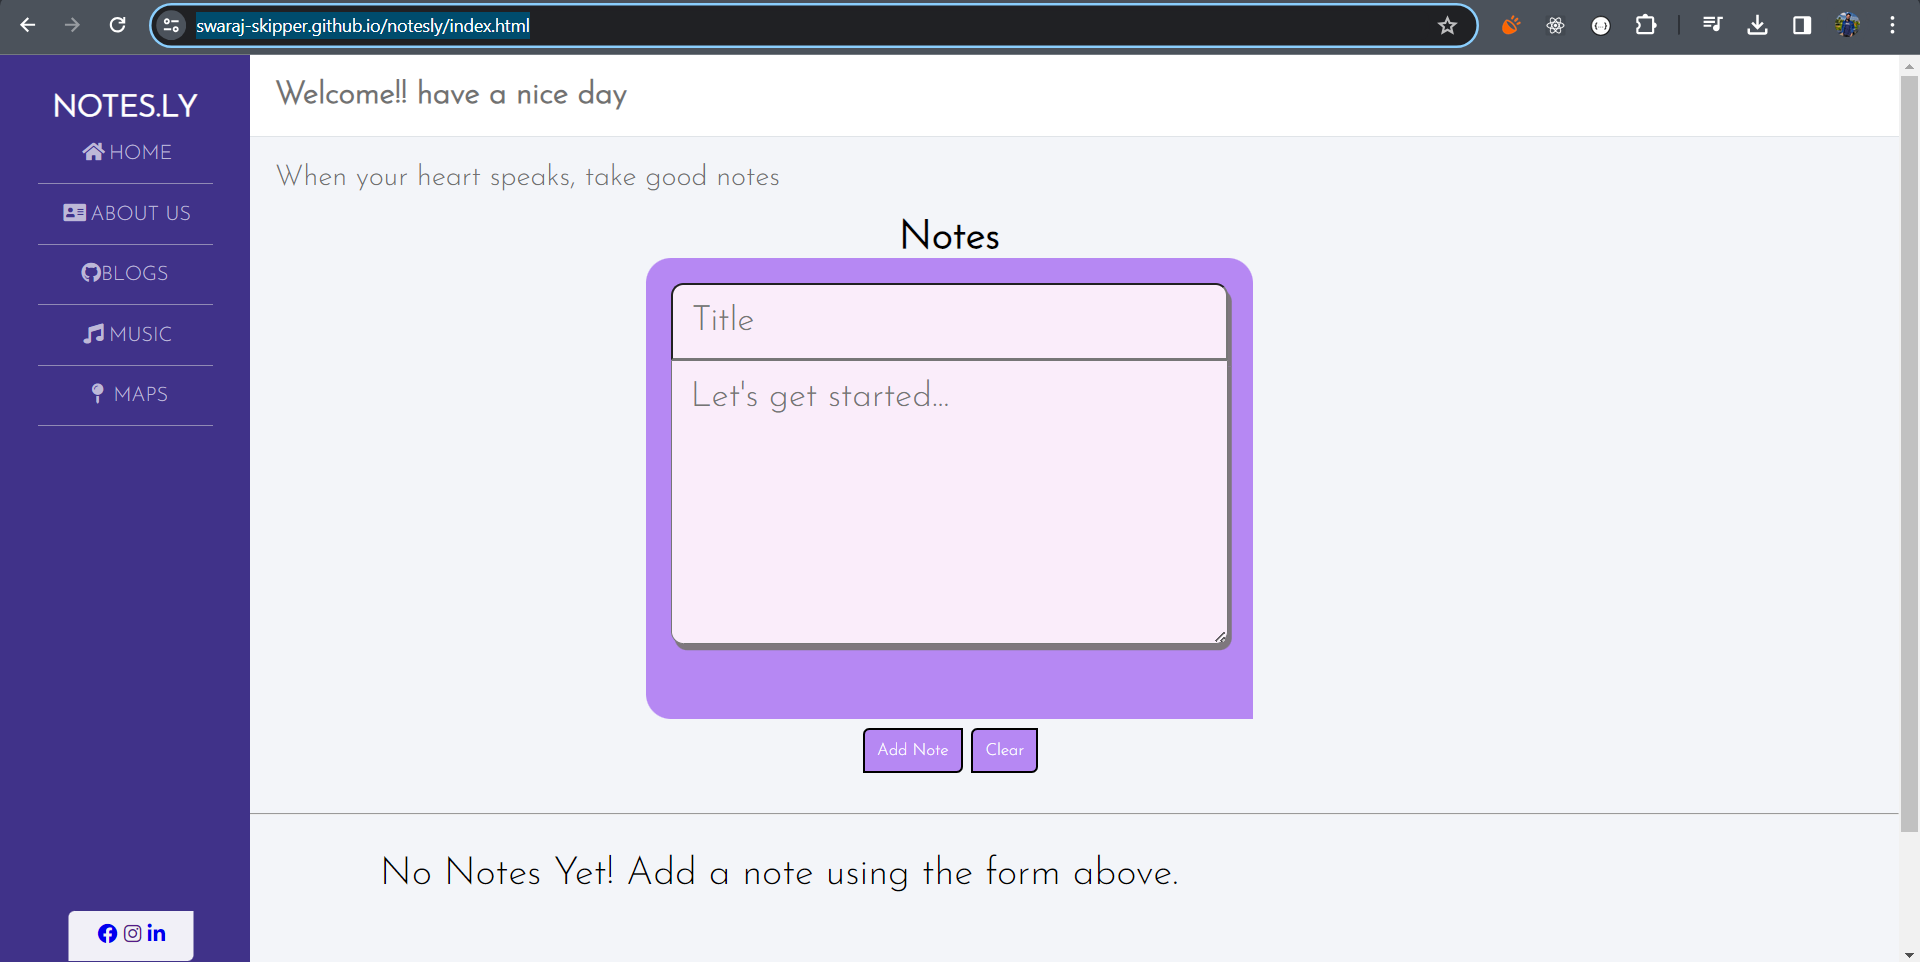 swaraj-skipper.github.io/notesly/index.html
NOTES.LY
HOME
ABOUT US
BLOGS
MUSIC
MAPS
Welcome!! have a nice day
When your heart speaks, take good notes
Notes
Title
Let's get started...
Add Note Clear
No Notes Yet! Add a note using the form above.